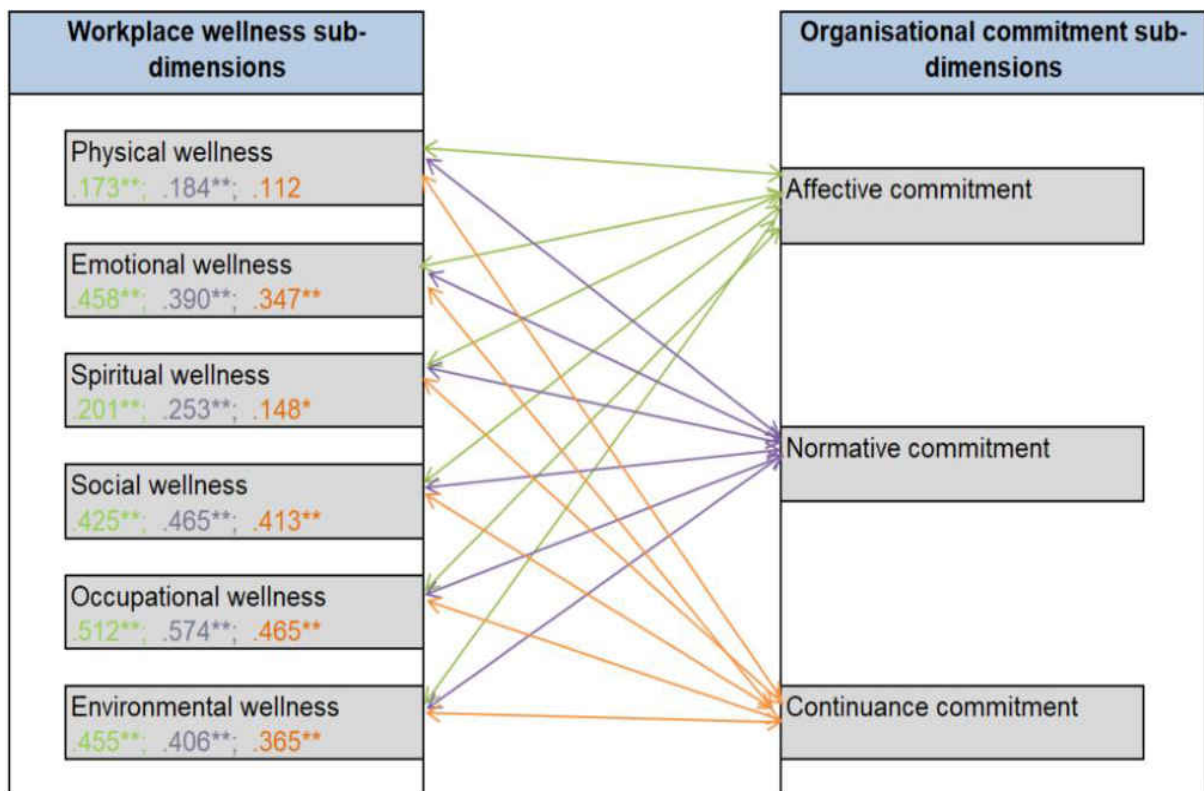 Workplace wellness sub-
dimensions
Physical wellness
.173**; .184**; .112
Emotional wellness
.458**; .390**; .347**
Spiritual wellness
.201**; .253**; .148*
Social wellness
.425**; .465**; .413**
Occupational wellness
.512**; .574**; .465**
Environmental wellness
.455**; .406**; .365**
Organisational commitment sub-
dimensions
Affective commitment
Normative commitment
Continuance commitment